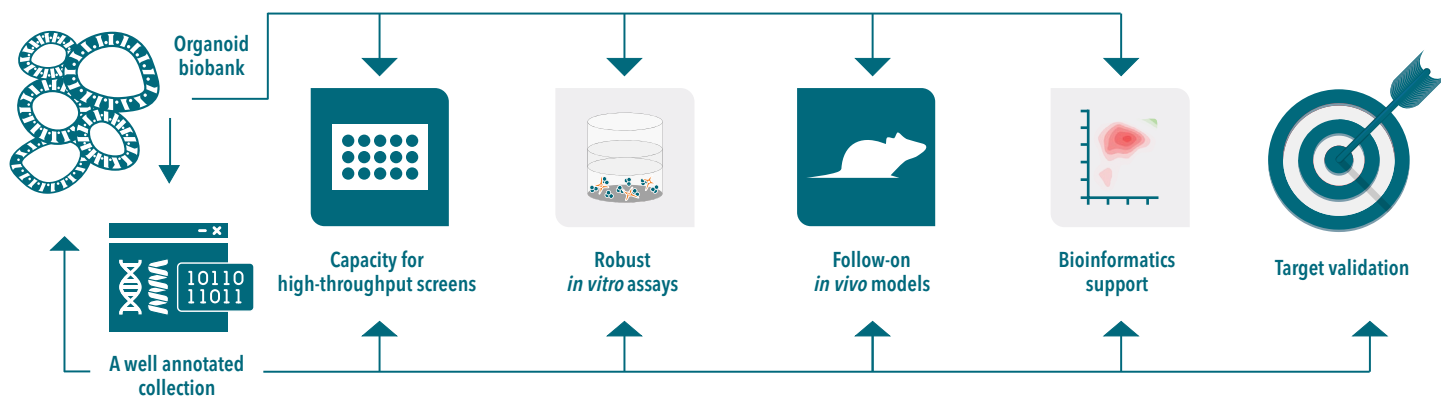 Organoid
biobank
10110
11011
A well annotated
collection
Capacity for
high-throughput screens
Robust
in vitro assays
Follow-on
in vivo models
Bioinformatics
support
Target validation